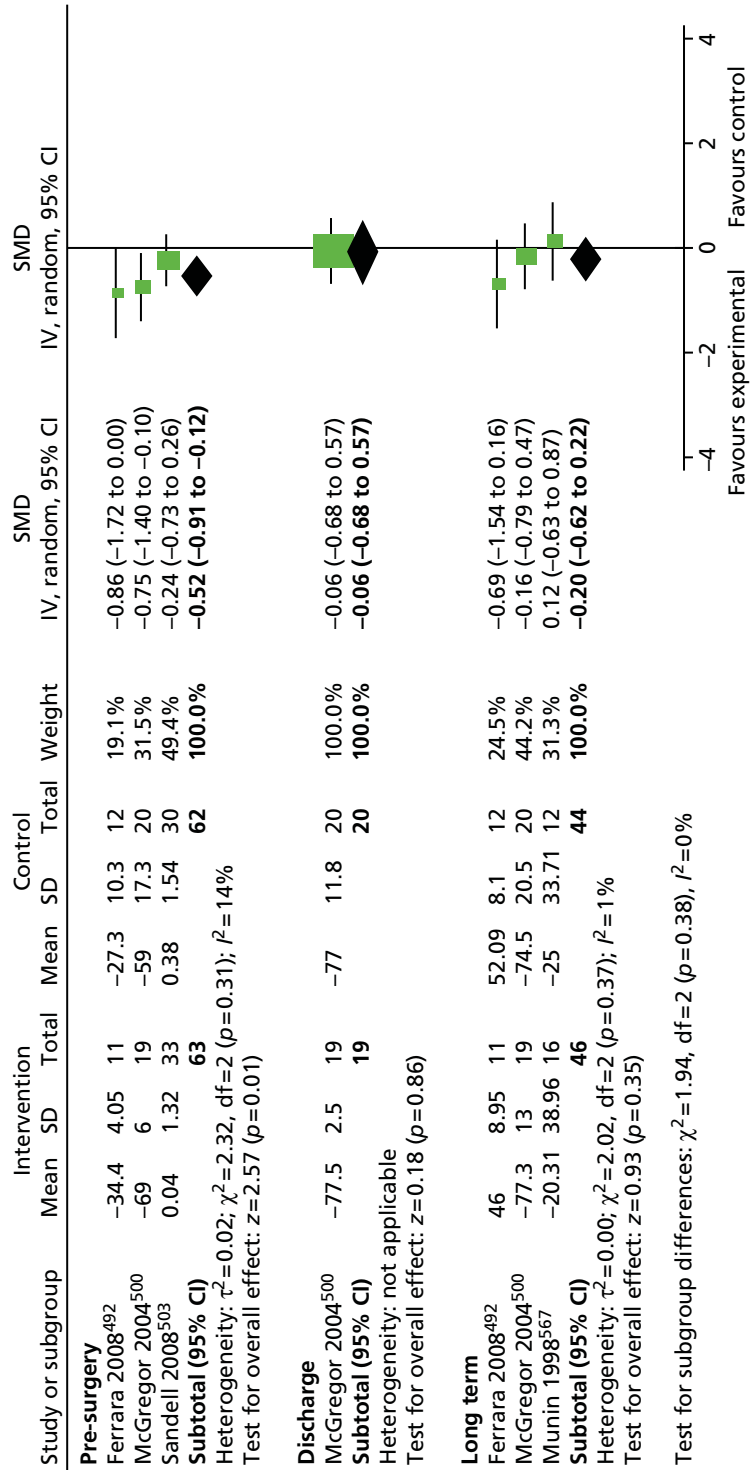 Intervention Control SMD SMD
Study or subgroup Mean SD Total Mean SD Total Weight IV, random, 95% CI IV, random, 95% CI
Pre-surgery
Ferrara 2008492 −34.4 4.05 11 −27.3 10.3 12 19.1% −0.86 (−1.72 to 0.00)
McGregor 2004500 −69 6 19 −59 17.3 20 31.5% −0.75 (−1.40 to −0.10)
Sandell 2008503 0.04 1.32 33 0.38 1.54 30 49.4% −0.24 (−0.73 to 0.26)
Subtotal (95% CI) 63 62 100.0% −0.52 (−0.91 to −0.12)
Heterogeneity: τ2=0.02; χ2=2.32, df=2 (p=0.31); I2=14%
Test for overall effect: z=2.57 (p=0.01)
Discharge
McGregor 2004500 −77.5 2.5 19 −77 11.8 20 100.0% −0.06 (−0.68 to 0.57)
Subtotal (95% CI) 19 20 100.0% −0.06 (−0.68 to 0.57)
Heterogeneity: not applicable
Test for overall effect: z=0.18 (p=0.86)
Long term
Ferrara 2008492 46 8.95 11 52.09 8.1 12 24.5% −0.69 (−1.54 to 0.16)
McGregor 2004500 −77.3 13 19 −74.5 20.5 20 44.2% −0.16 (−0.79 to 0.47)
Munin 1998567 −20.31 38.96 16 −25 33.71 12 31.3% 0.12 (−0.63 to 0.87)
Subtotal (95% CI) 46 44 100.0% −0.20 (−0.62 to 0.22)
Heterogeneity: τ2=0.00; χ2=2.02, df=2 (p=0.37); I2=1%
Test for overall effect: z=0.93 (p=0.35)
Test for subgroup differences: χ2=1.94, df=2 (p=0.38), I2=0%
−4 −2 0 2 4
Favours experimental Favours control